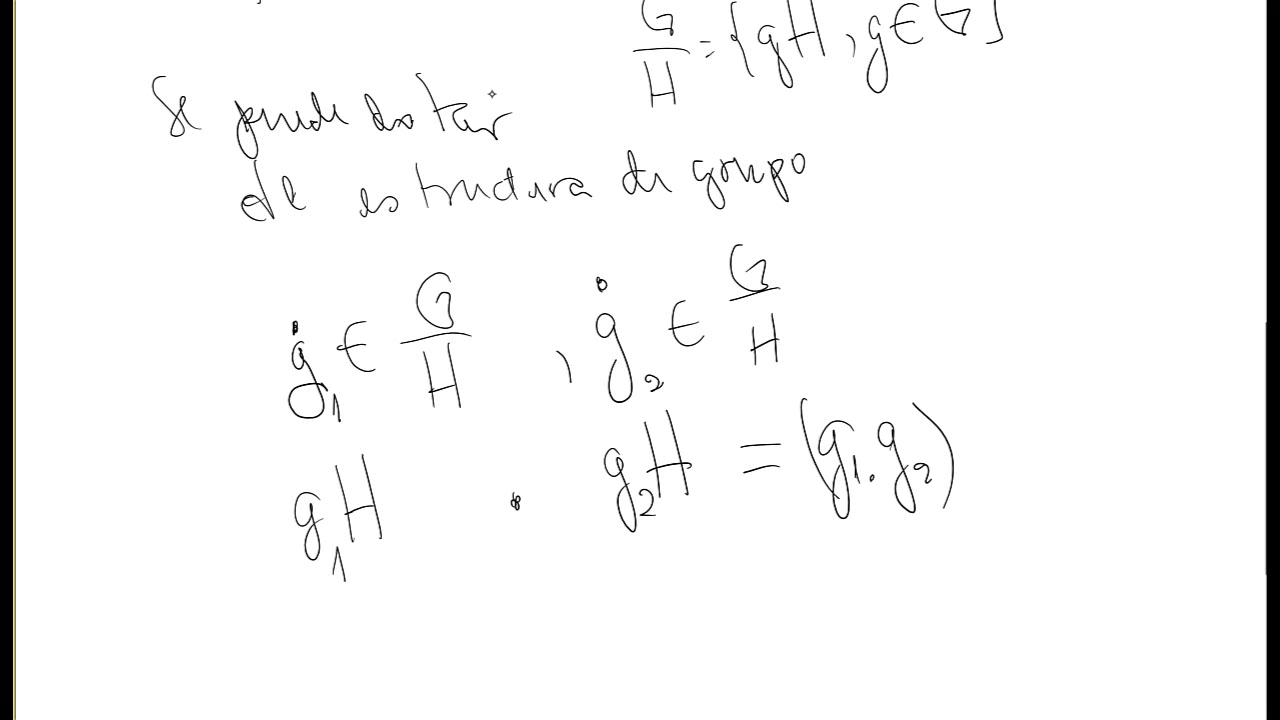 G/H = {gH, g∈G}
Se puede dotar
de estructura de grupo
ġ₁ ∈ G/H , ġ₂ ∈ G/H
g₁H · g₂H = (g₁.g₂)